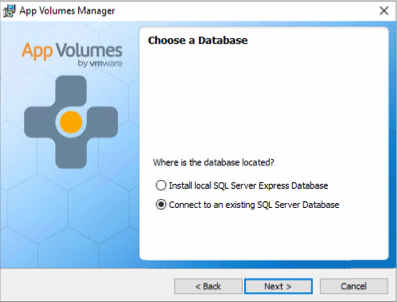 App Volumes Manager
App Volumes
by vmware
Choose a Database
Where is the database located?
Install local SQL Server Express Database
Connect to an existing SQL Server Database
< Back
Next >
Cancel